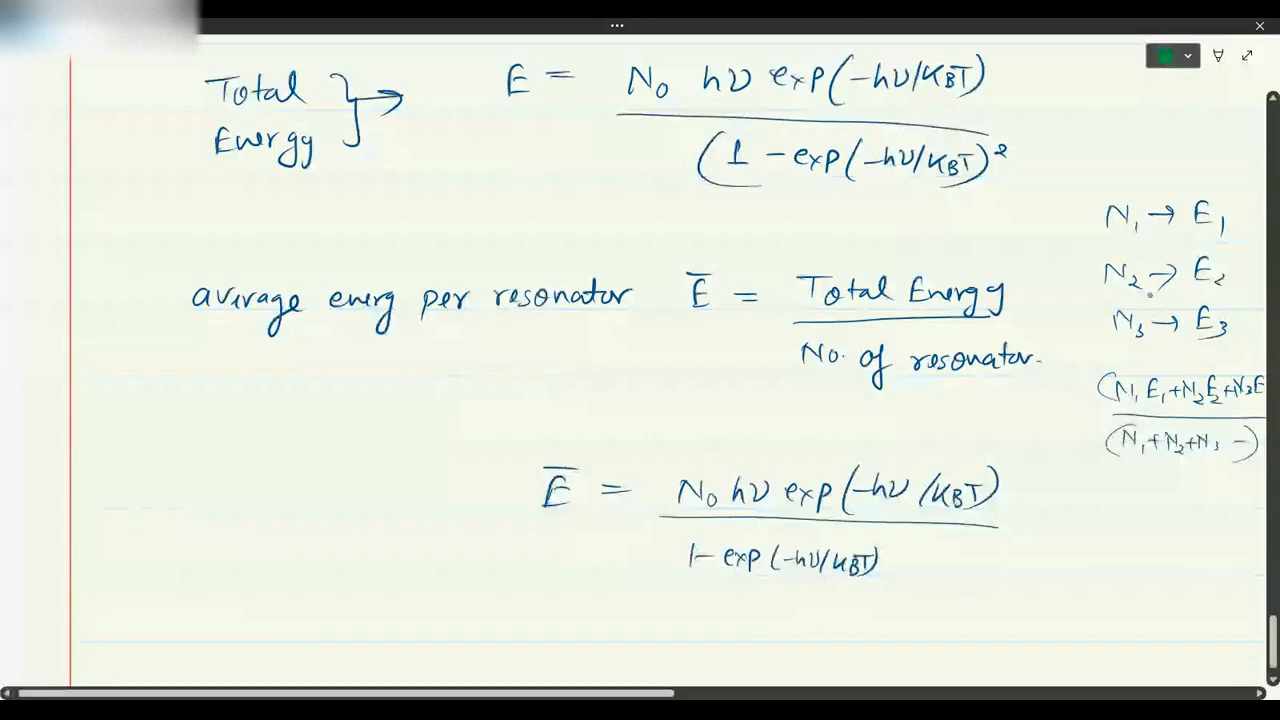 Total Energy } → E = N₀ hν exp(-hν/KBT) / (1 - exp(-hν/KBT)²
N₁ → E₁
N₂ → E₂
N₃ → E₃
average energ per resonator Ē = Total Energy / No. of resonator.
(N₁E₁+N₂E₂+N₃E / (N₁+N₂+N₃ -)
Ē = N₀ hν exp(-hν/KBT) / 1- exp(-hν/KBT)